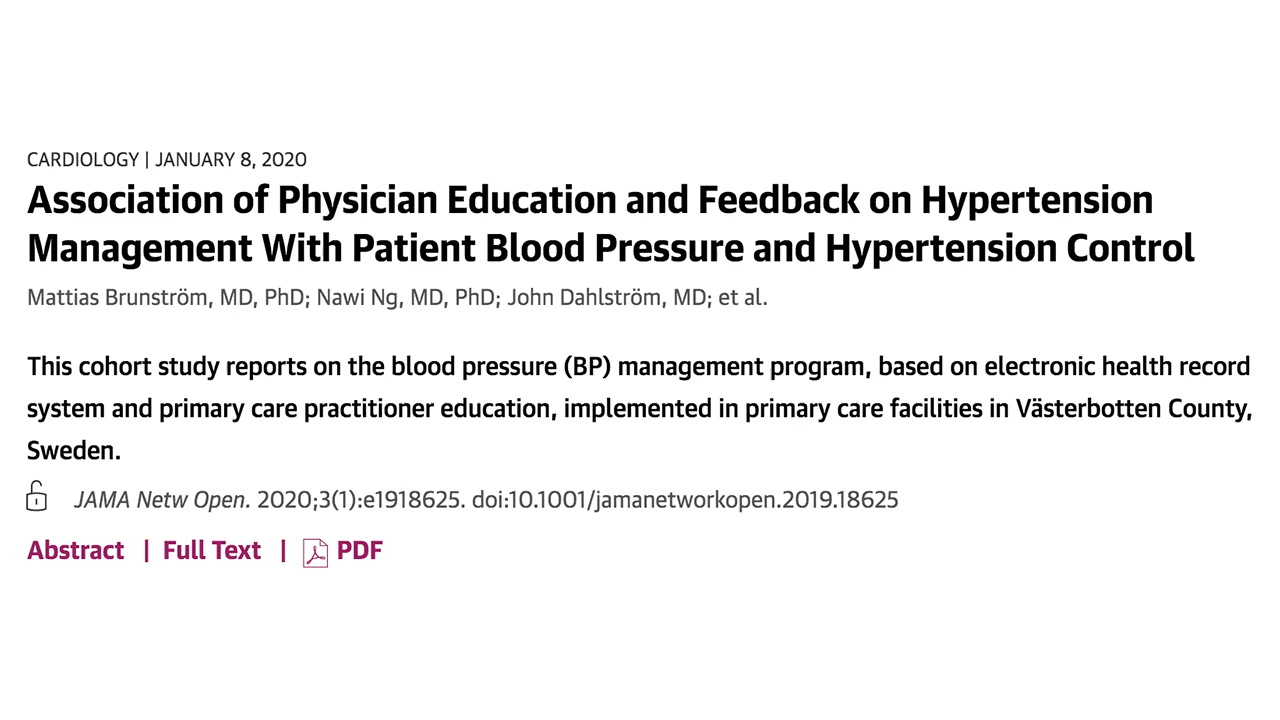 CARDIOLOGY | JANUARY 8, 2020
Association of Physician Education and Feedback on Hypertension
Management With Patient Blood Pressure and Hypertension Control
Mattias Brunström, MD, PhD; Nawi Ng, MD, PhD; John Dahlström, MD; et al.
This cohort study reports on the blood pressure (BP) management program, based on electronic health record
system and primary care practitioner education, implemented in primary care facilities in Västerbotten County,
Sweden.
JAMA Netw Open. 2020;3(1):e1918625. doi:10.1001/jamanetworkopen.2019.18625
Abstract | Full Text | PDF